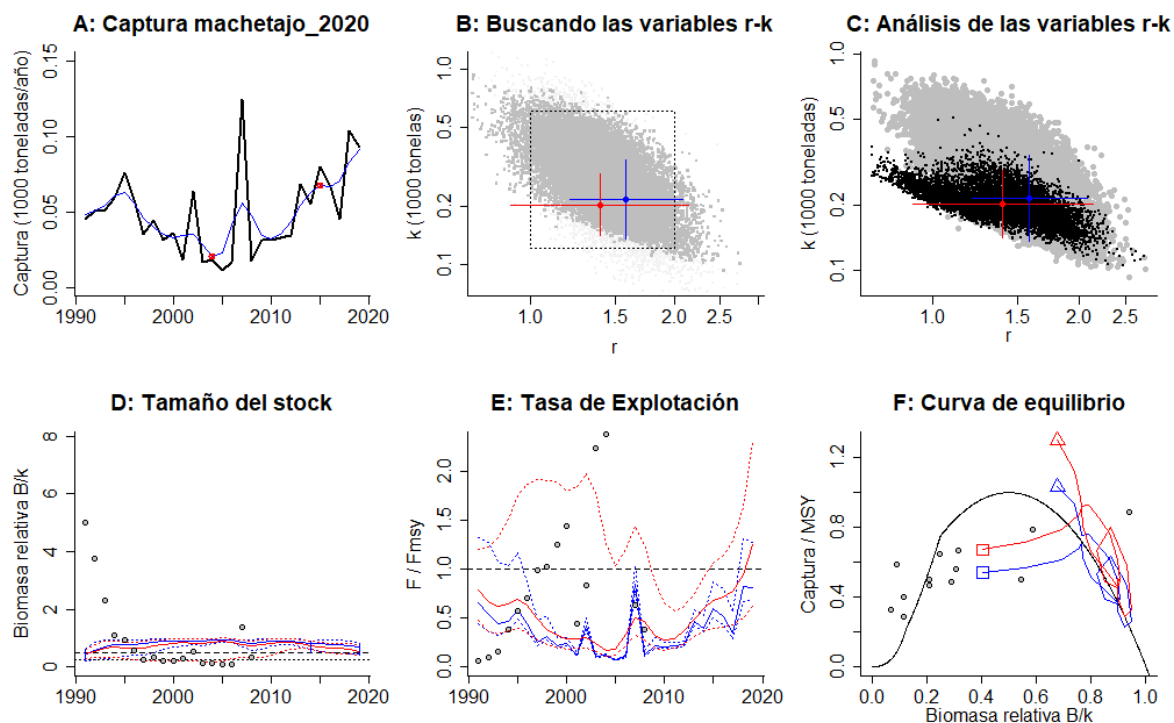 A: Captura machetajo_2020
Captura (1000 toneladas/año)
0.00 0.05 0.10 0.15
1990 2000 2010 2020
B: Buscando las variables r-k
k (1000 tonelas)
0.1 0.2 0.5 1.0
1.0 1.5 2.0 2.5
r
C: Análisis de las variables r-k
k (1000 toneladas)
0.1 0.2 0.5 1.0
1.0 1.5 2.0 2.5
r
D: Tamaño del stock
Biomasa relativa B/k
0 2 4 6 8
1990 2000 2010 2020
E: Tasa de Explotación
F / Fmsy
0.0 0.5 1.0 1.5 2.0
1990 2000 2010 2020
F: Curva de equilibrio
Captura / MSY
0.0 0.4 0.8 1.2
0.0 0.2 0.4 0.6 0.8 1.0
Biomasa relativa B/k